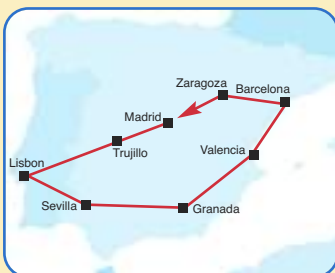 Zaragoza
Barcelona
Madrid
Valencia
Trujillo
Lisbon
Sevilla
Granada